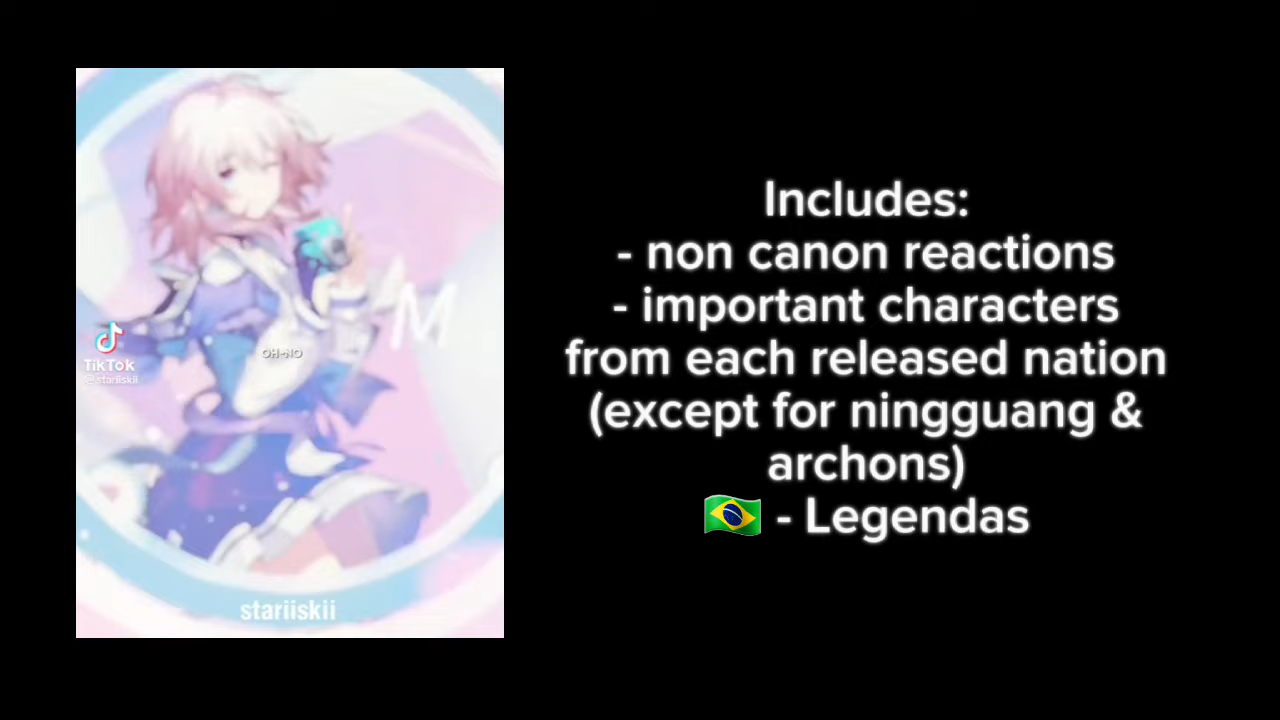 Includes:
- non canon reactions
- important characters
from each released nation
(except for ningguang &
archons)
🇧🇷 - Legendas
M
OH-NO
TikTok
@stariiskii
stariiskii